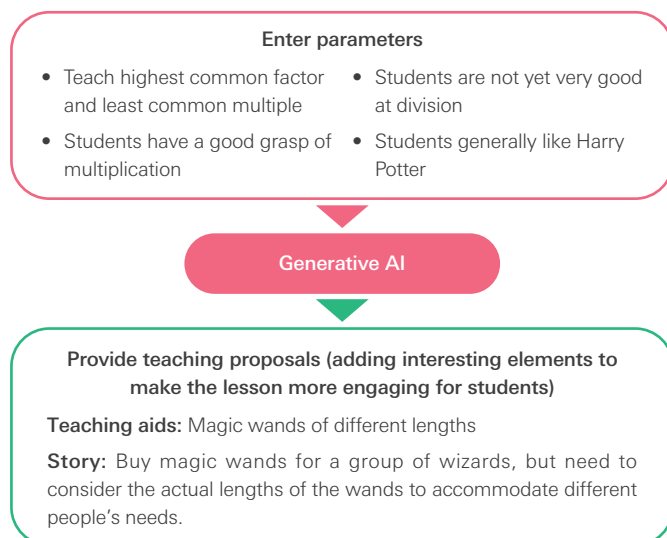 Enter parameters
• Teach highest common factor
and least common multiple
• Students have a good grasp of
multiplication
• Students are not yet very good
at division
• Students generally like Harry
Potter
Generative AI
Provide teaching proposals (adding interesting elements to
make the lesson more engaging for students)
Teaching aids: Magic wands of different lengths
Story: Buy magic wands for a group of wizards, but need to
consider the actual lengths of the wands to accommodate different
people's needs.